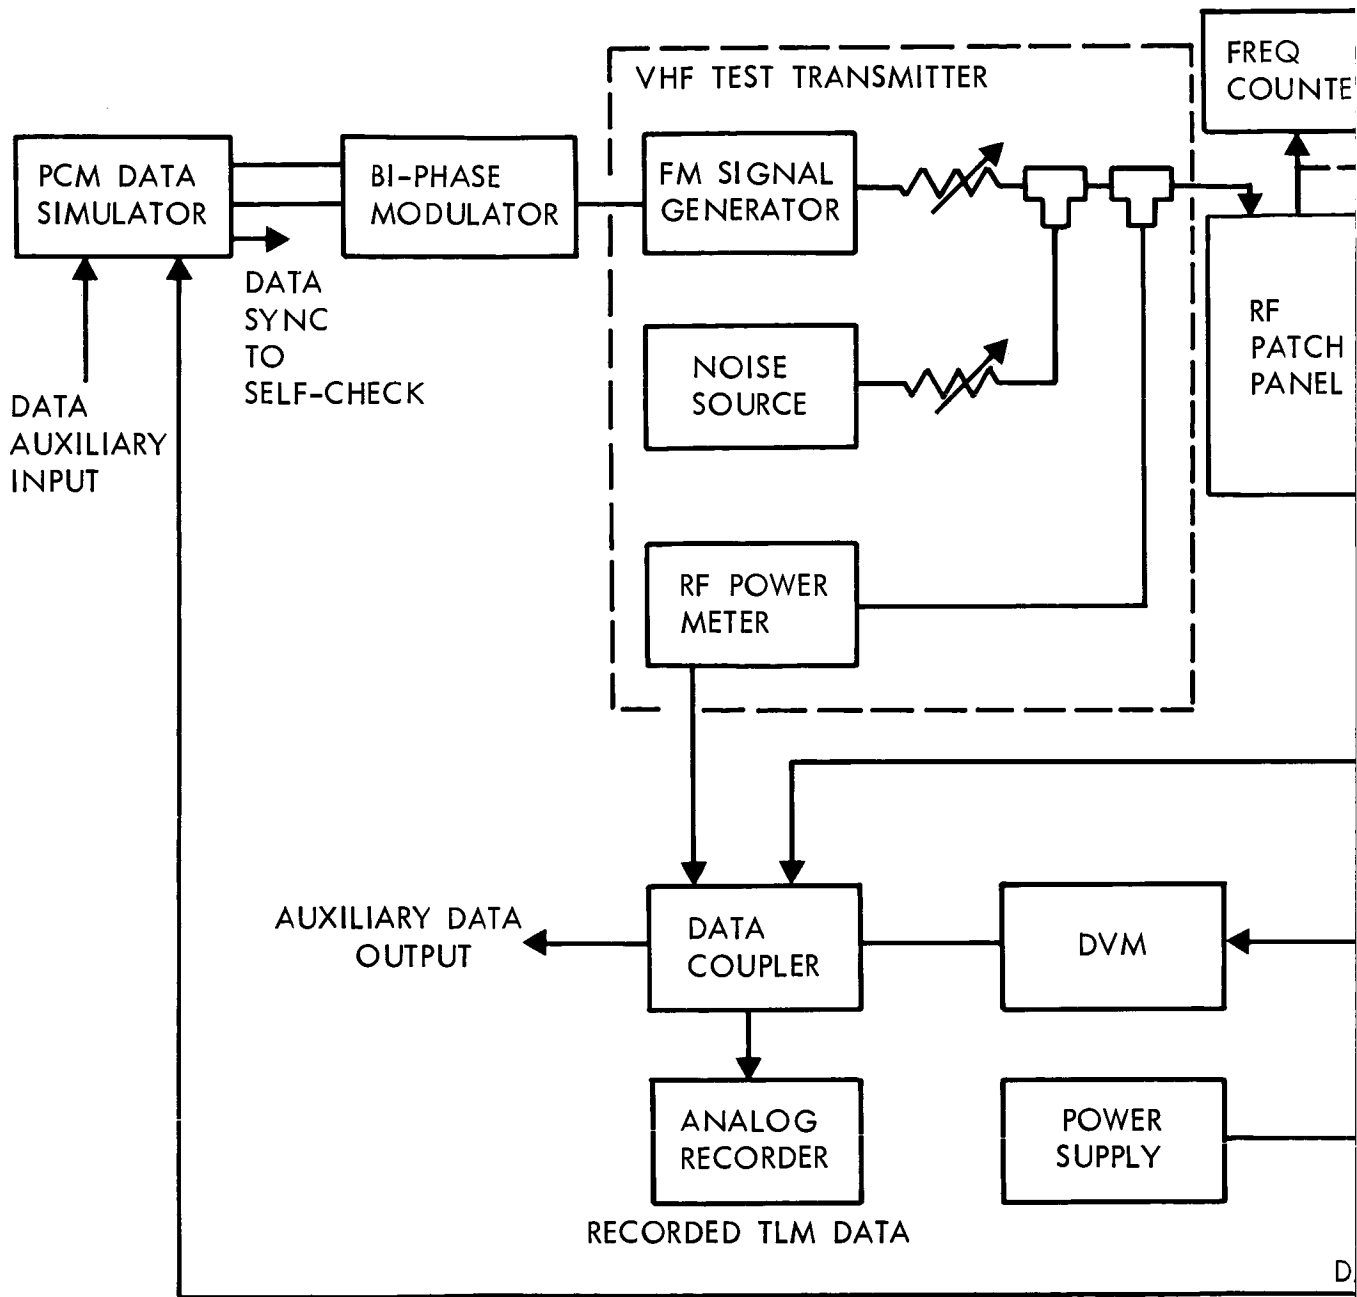 VHF TEST TRANSMITTER
FREQ
COUNTE
PCM DATA
SIMULATOR
BI-PHASE
MODULATOR
FM SIGNAL
GENERATOR
DATA
SYNC
TO
SELF-CHECK
DATA
AUXILIARY
INPUT
NOISE
SOURCE
RF
PATCH
PANEL
RF POWER
METER
AUXILIARY DATA
OUTPUT
DATA
COUPLER
DVM
ANALOG
RECORDER
POWER
SUPPLY
RECORDED TLM DATA
D